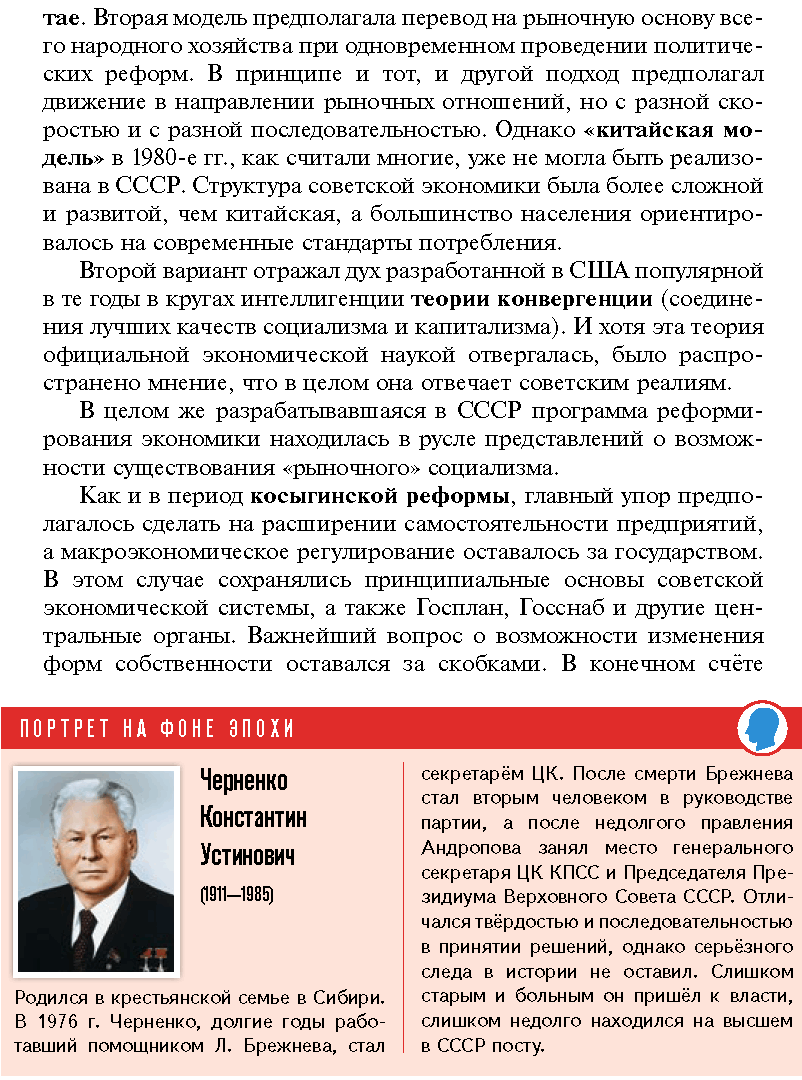 тае. Вторая модель предполагала перевод на рыночную основу все-
го народного хозяйства при одновременном проведении политиче-
ских реформ. В принципе и тот, и другой подход предполагал
движение в направлении рыночных отношений, но с разной ско-
ростью и с разной последовательностью. Однако «китайская мо-
дель» в 1980-е гг., как считали многие, уже не могла быть реализо-
вана в СССР. Структура советской экономики была более сложной
и развитой, чем китайская, а большинство населения ориентиро-
валось на современные стандарты потребления.
Второй вариант отражал дух разработанной в США популярной
в те годы в кругах интеллигенции теории конвергенции (соедине-
ния лучших качеств социализма и капитализма). И хотя эта теория
официальной экономической наукой отвергалась, было распро-
странено мнение, что в целом она отвечает советским реалиям.
В целом же разрабатывавшаяся в СССР программа реформи-
рования экономики находилась в русле представлений о возмож-
ности существования «рыночного» социализма.
Как и в период косыгинской реформы, главный упор предпо-
лагалось сделать на расширении самостоятельности предприятий,
а макроэкономическое регулирование оставалось за государством.
В этом случае сохранялись принципиальные основы советской
экономической системы, а также Госплан, Госснаб и другие цен-
тральные органы. Важнейший вопрос о возможности изменения
форм собственности оставался за скобками. В конечном счёте
ПОРТРЕТ НА ФОНЕ ЭПОХИ
Черненко
Константин
Устинович
(1911—1985)
Родился в крестьянской семье в Сибири.
В 1976 г. Черненко, долгие годы рабо-
тавший помощником Л. Брежнева, стал
секретарём ЦК. После смерти Брежнева
стал вторым человеком в руководстве
партии, а после недолгого правления
Андропова занял место генерального
секретаря ЦК КПСС и Председателя Пре-
зидиума Верховного Совета СССР. Отли-
чался твёрдостью и последовательностью
в принятии решений, однако серьёзного
следа в истории не оставил. Слишком
старым и больным он пришёл к власти,
слишком недолго находился на высшем
в СССР посту.